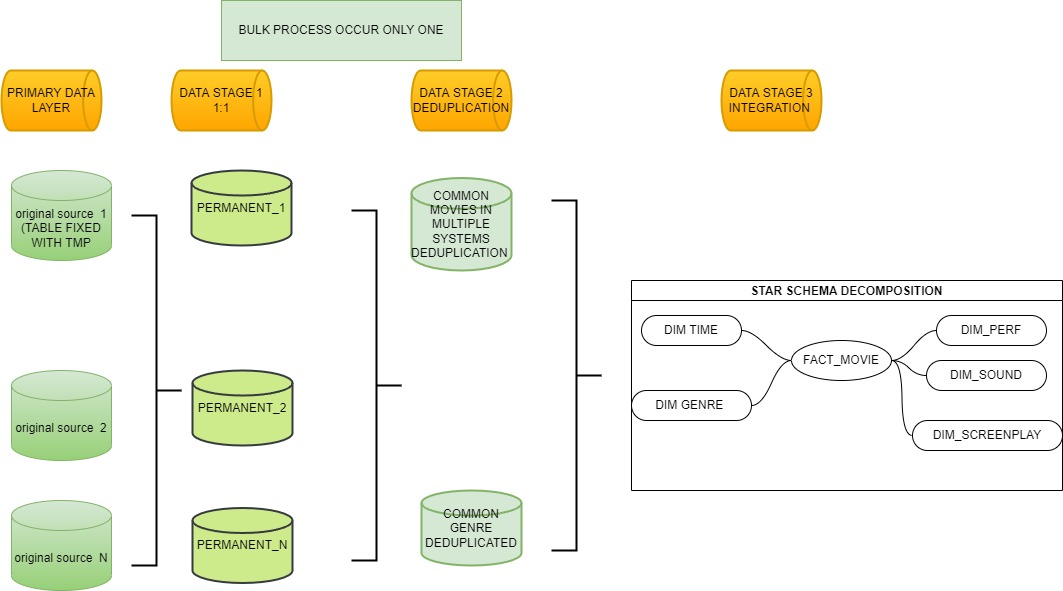 BULK PROCESS OCCUR ONLY ONE
PRIMARY DATA
LAYER
DATA STAGE 1
1:1
DATA STAGE 2
DEDUPLICATION
DATA STAGE 3
INTEGRATION
original source  1
(TABLE FIXED
WITH TMP
PERMANENT_1
COMMON
MOVIES IN
MULTIPLE
SYSTEMS
DEDUPLICATION
STAR SCHEMA DECOMPOSITION
DIM TIME
FACT_MOVIE
DIM_PERF
DIM_SOUND
DIM GENRE
DIM_SCREENPLAY
original source  2
PERMANENT_2
original source  N
PERMANENT_N
COMMON
GENRE
DEDUPLICATED